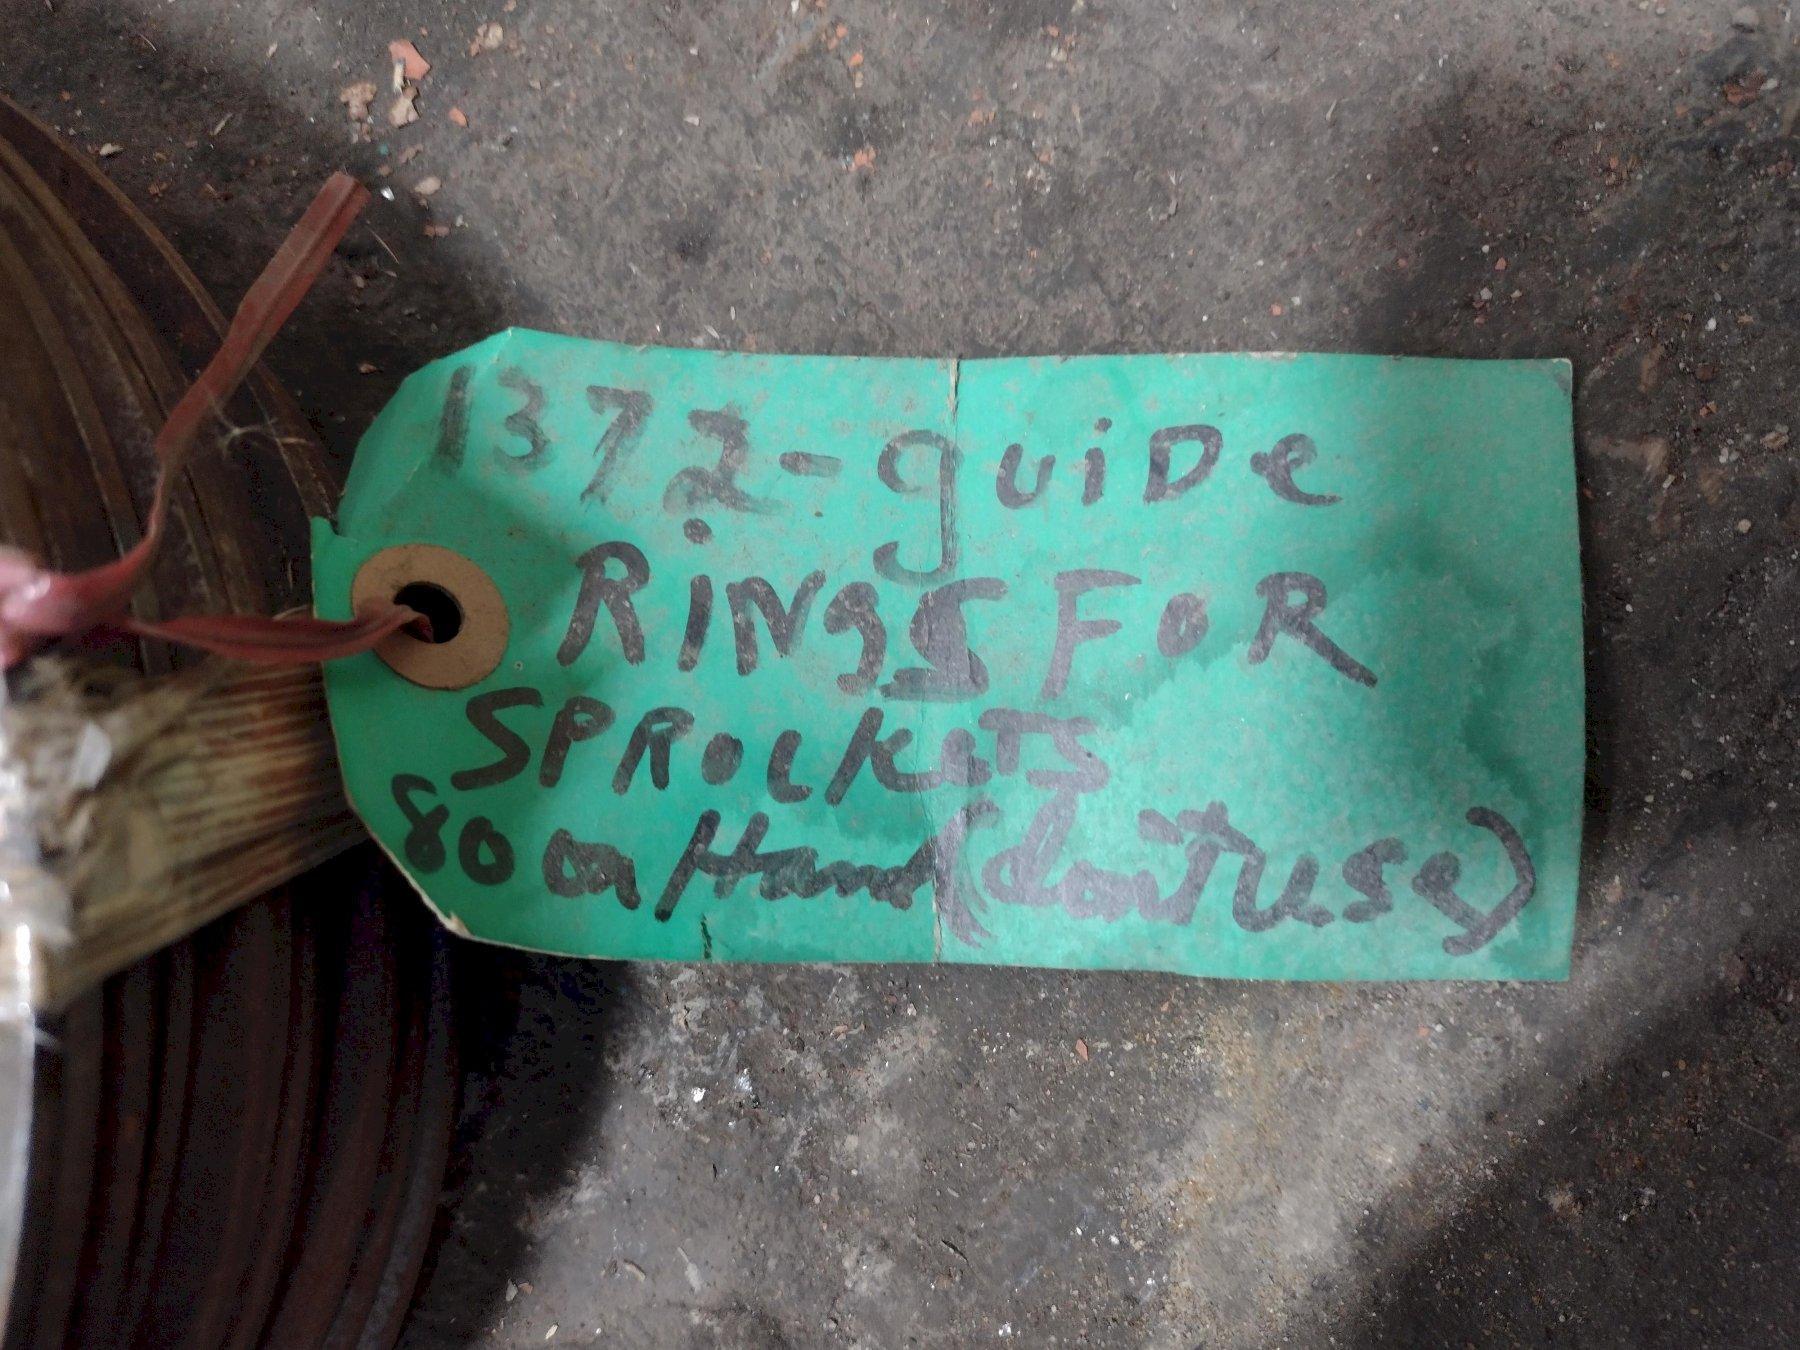 1372-guiDe
RiNgS FoR
SPRocKeTS
80 on Hand (don't use)